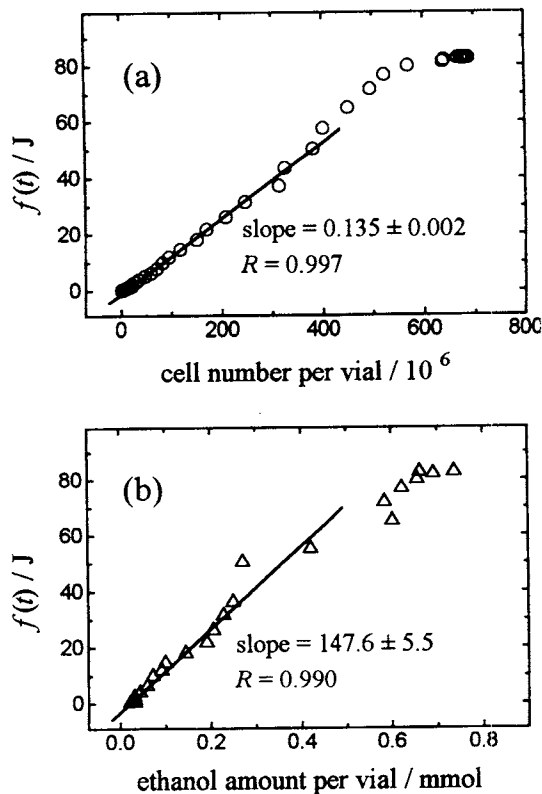 (a)
f(t) / J
80
60
40
20
0
slope = 0.135 ± 0.002
R = 0.997
0 200 400 600 800
cell number per vial / 10 6
(b)
f(t) / J
80
60
40
20
0
slope = 147.6 ± 5.5
R = 0.990
0.0 0.2 0.4 0.6 0.8
ethanol amount per vial / mmol